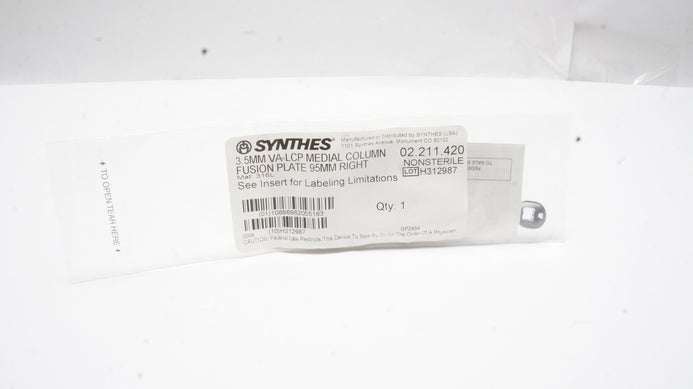 SYNTHES®
Manufactured or Distributed by SYNTHES (USA)
1101 Synthes Avenue, Monument CO 80132
3.5MM VA-LCP MEDIAL COLUMN
FUSION PLATE 95MM RIGHT
02.211.420
NONSTERILE
LOT H312987
Mat. 316L
See Insert for Labeling Limitations
(01)10886982055163
Qty: 1
(10)H312987
GP2454
CAUTION: Federal Law Restricts This Device To Sale By Or On The Order Of A Physician.
TO OPEN TEAR HERE
TO SALE